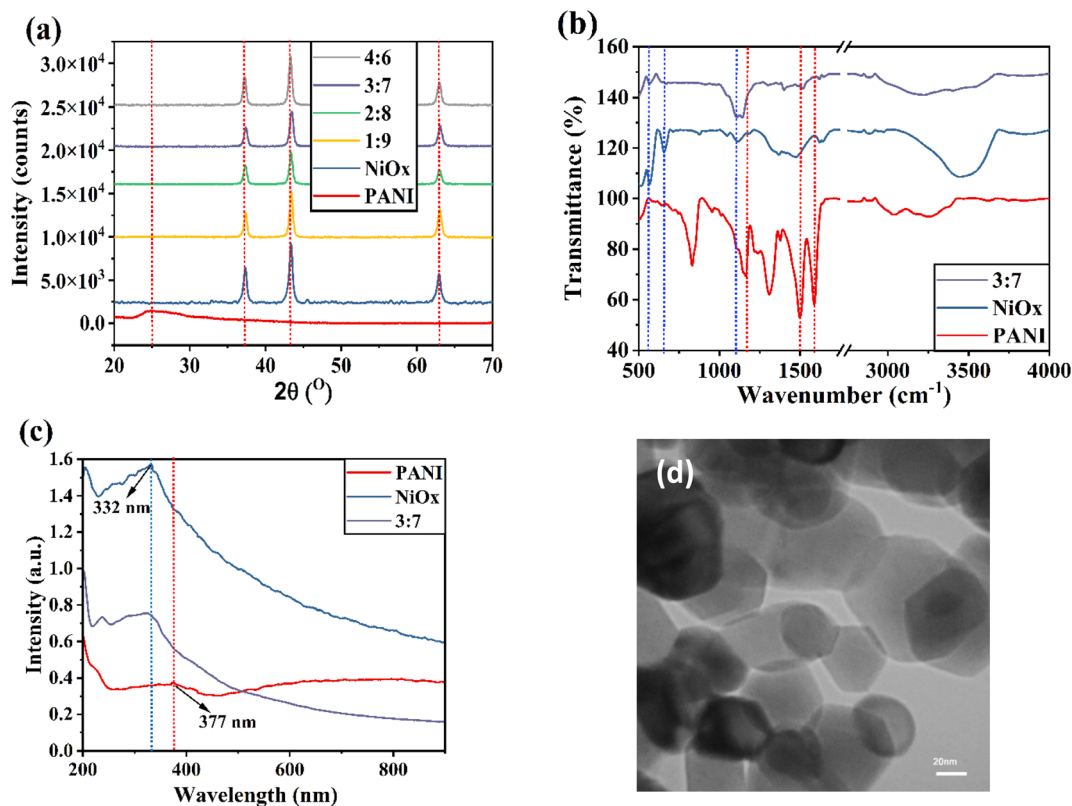 (a)
3.0×10⁴
2.5×10⁴
2.0×10⁴
1.5×10⁴
1.0×10⁴
5.0×10³
0.0
Intensity (counts)
4:6
3:7
2:8
1:9
NiOx
PANI
20 30 40 50 60 70
2θ (O)
(b)
160
140
120
100
80
60
40
Transmittance (%)
3:7
NiOx
PANI
500 1000 1500 3000 3500 4000
Wavenumber (cm⁻¹)
(c)
1.6
1.4
1.2
1.0
0.8
0.6
0.4
0.2
0.0
Intensity (a.u.)
PANI
NiOx
3:7
332 nm
377 nm
200 400 600 800
Wavelength (nm)
(d)
20nm